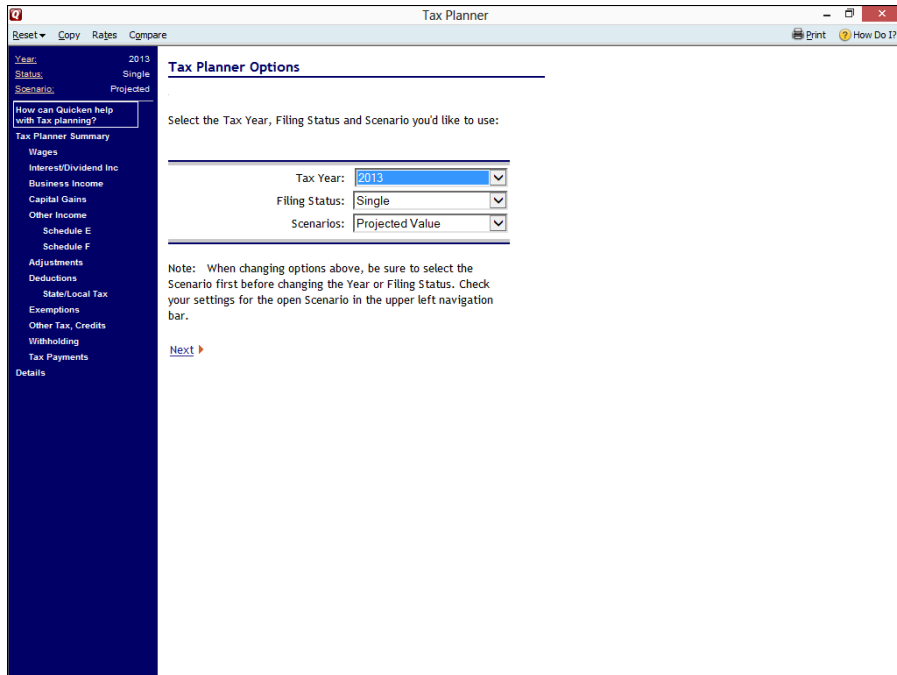 Tax Planner
Reset Copy Rates Compare
Print ? How Do I?
Year: 2013
Status: Single
Scenario: Projected
How can Quicken help
with Tax planning?
Tax Planner Summary
Wages
Interest/Dividend Inc
Business Income
Capital Gains
Other Income
Schedule E
Schedule F
Adjustments
Deductions
State/Local Tax
Exemptions
Other Tax, Credits
Withholding
Tax Payments
Details
Tax Planner Options
Select the Tax Year, Filing Status and Scenario you'd like to use:
Tax Year: 2013
Filing Status: Single
Scenarios: Projected Value
Note: When changing options above, be sure to select the
Scenario first before changing the Year or Filing Status. Check
your settings for the open Scenario in the upper left navigation
bar.
Next